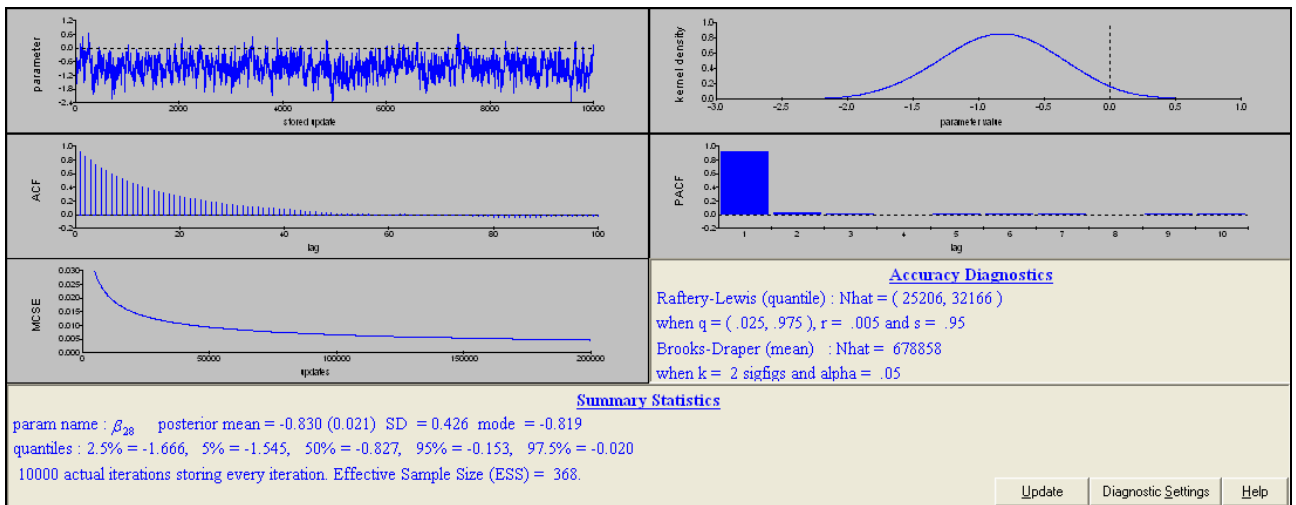 1.2
0.6
0.0
-0.6
-1.2
-1.8
-2.4
parameter
0 2000 4000 6000 8000 10000
stored update
1.0
0.8
0.6
0.4
0.2
0.0
kernel density
-3.0 -2.5 -2.0 -1.5 -1.0 -0.5 0.0 0.5 1.0
parameter value
1.0
0.8
0.6
0.4
0.2
0.0
-0.2
ACF
0 20 40 60 80 100
lag
1.0
0.8
0.6
0.4
0.2
0.0
-0.2
PACF
1 2 3 4 5 6 7 8 9 10
lag
0.030
0.025
0.020
0.015
0.010
0.005
0.000
MCSE
0 50000 100000 150000 200000
updates
Accuracy Diagnostics
Raftery-Lewis (quantile) : Nhat = ( 25206, 32166 )
when q = ( .025, .975 ), r = .005 and s = .95
Brooks-Draper (mean) : Nhat = 678858
when k = 2 sigfigs and alpha = .05
Summary Statistics
param name : β28 posterior mean = -0.830 (0.021) SD = 0.426 mode = -0.819
quantiles : 2.5% = -1.666, 5% = -1.545, 50% = -0.827, 95% = -0.153, 97.5% = -0.020
10000 actual iterations storing every iteration. Effective Sample Size (ESS) = 368.
Update Diagnostic Settings Help